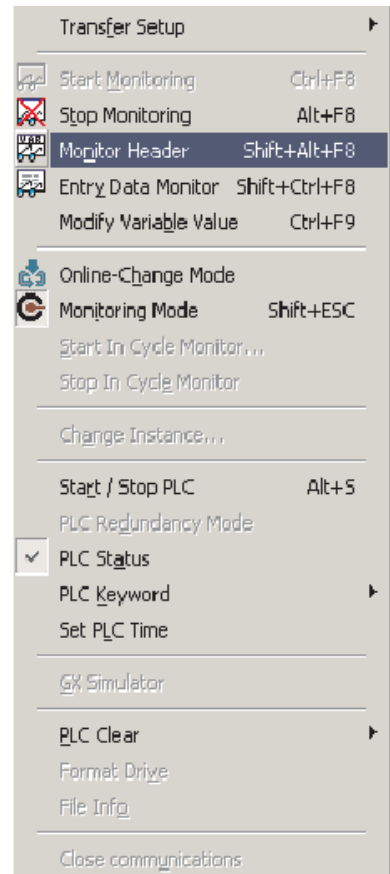 Transfer Setup
Start Monitoring Ctrl+F8
Stop Monitoring Alt+F8
Monitor Header Shift+Alt+F8
Entry Data Monitor Shift+Ctrl+F8
Modify Variable Value Ctrl+F9
Online-Change Mode
Monitoring Mode Shift+ESC
Start In Cycle Monitor...
Stop In Cycle Monitor
Change Instance...
Start / Stop PLC Alt+S
PLC Redundancy Mode
PLC Status
PLC Keyword
Set PLC Time
GX Simulator
PLC Clear
Format Drive
File Info
Close communications